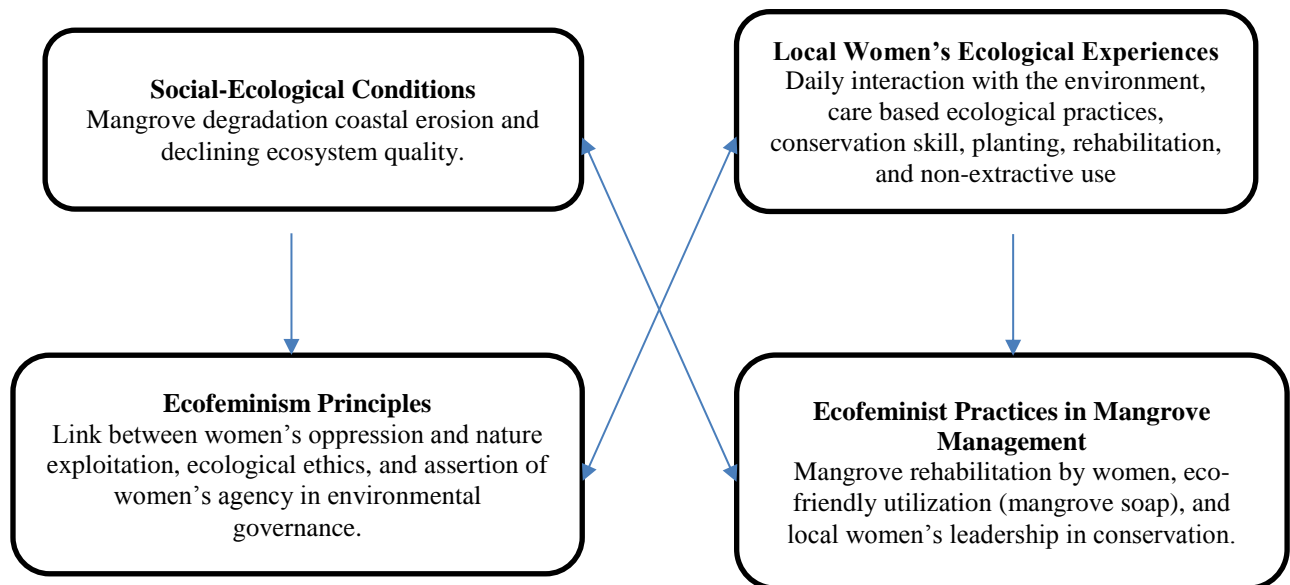 Social-Ecological Conditions
Mangrove degradation coastal erosion and
declining ecosystem quality.
Local Women’s Ecological Experiences
Daily interaction with the environment,
care based ecological practices,
conservation skill, planting, rehabilitation,
and non-extractive use
Ecofeminism Principles
Link between women’s oppression and nature
exploitation, ecological ethics, and assertion of
women’s agency in environmental
governance.
Ecofeminist Practices in Mangrove
Management
Mangrove rehabilitation by women, eco-
friendly utilization (mangrove soap), and
local women’s leadership in conservation.